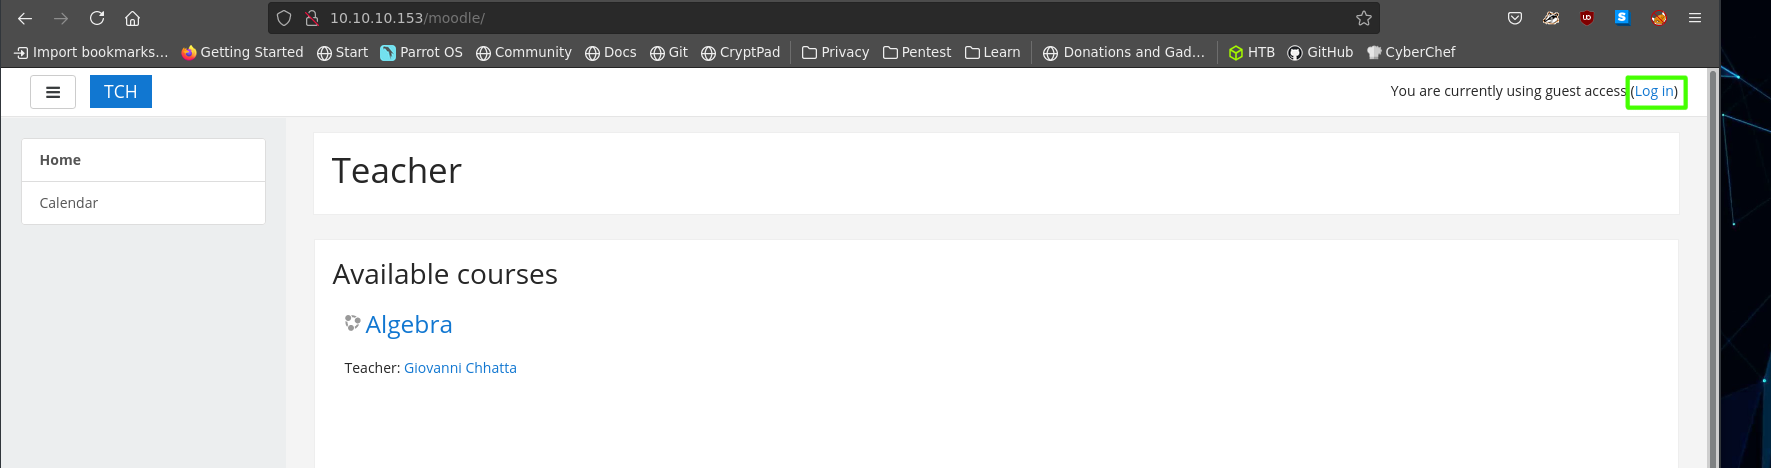 10.10.10.153/moodle/
Import bookmarks... Getting Started Start Parrot OS Community Docs Git CryptPad Privacy Pentest Learn Donations and Gad... HTB GitHub CyberChef
TCH You are currently using guest access (Log in)
Home
Calendar
Teacher
Available courses
Algebra
Teacher: Giovanni Chhatta